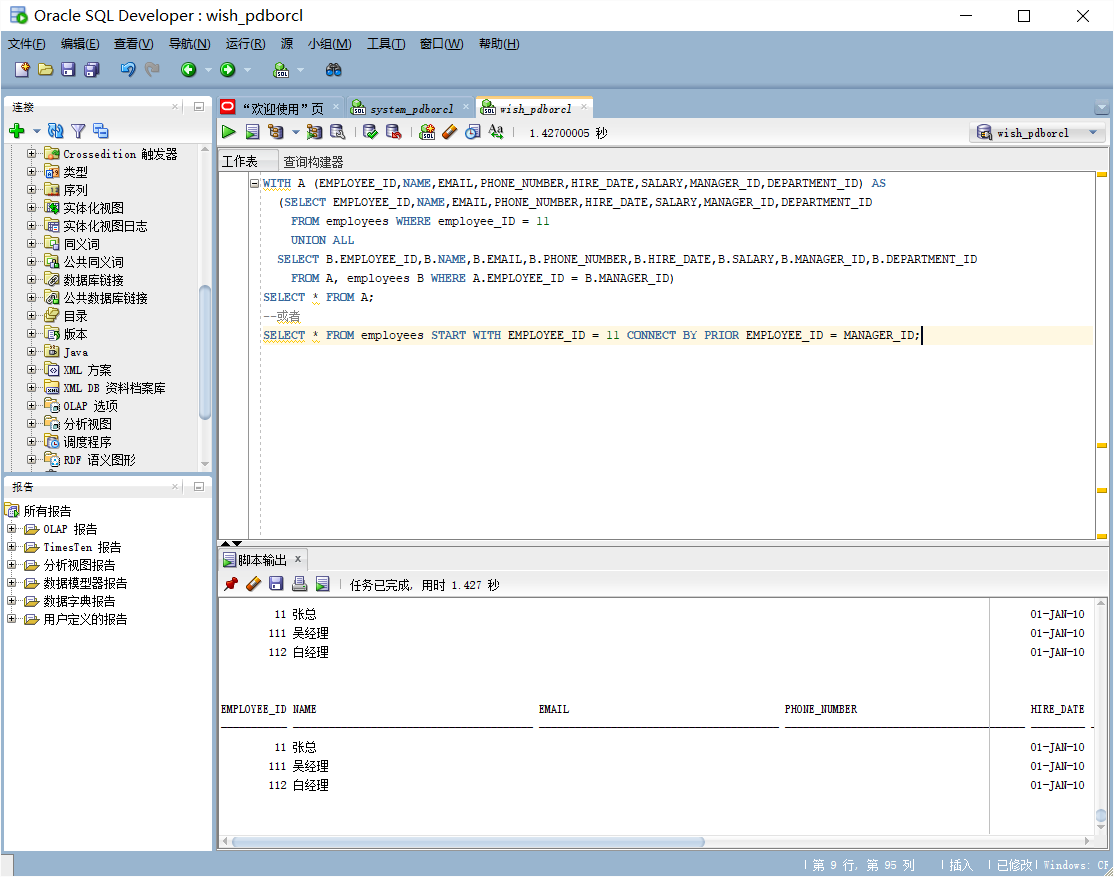 Oracle SQL Developer : wish_pdborcl
文件(F) 编辑(E) 查看(V) 导航(N) 运行(R) 源 小组(M) 工具(T) 窗口(W) 帮助(H)
连接
Crossedition 触发器
类型
序列
实体化视图
实体化视图日志
同义词
公共同义词
数据库链接
公共数据库链接
目录
版本
Java
XML 方案
XML DB 资料档案库
OLAP 选项
分析视图
调度程序
RDF 语义图形
报告
所有报告
OLAP 报告
TimesTen 报告
分析视图报告
数据模型器报告
数据字典报告
用户定义的报告
“欢迎使用”页 system_pdborcl wish_pdborcl
1.42700005 秒 wish_pdborcl
工作表 查询构建器
WITH A (EMPLOYEE_ID,NAME,EMAIL,PHONE_NUMBER,HIRE_DATE,SALARY,MANAGER_ID,DEPARTMENT_ID) AS
(SELECT EMPLOYEE_ID,NAME,EMAIL,PHONE_NUMBER,HIRE_DATE,SALARY,MANAGER_ID,DEPARTMENT_ID
FROM employees WHERE employee_ID = 11
UNION ALL
SELECT B.EMPLOYEE_ID,B.NAME,B.EMAIL,B.PHONE_NUMBER,B.HIRE_DATE,B.SALARY,B.MANAGER_ID,B.DEPARTMENT_ID
FROM A, employees B WHERE A.EMPLOYEE_ID = B.MANAGER_ID)
SELECT * FROM A;
--或者
SELECT * FROM employees START WITH EMPLOYEE_ID = 11 CONNECT BY PRIOR EMPLOYEE_ID = MANAGER_ID;
脚本输出
任务已完成, 用时 1.427 秒
11 张总 01-JAN-10
111 吴经理 01-JAN-10
112 白经理 01-JAN-10
EMPLOYEE_ID NAME EMAIL PHONE_NUMBER HIRE_DATE
11 张总 01-JAN-10
111 吴经理 01-JAN-10
112 白经理 01-JAN-10
第 9 行, 第 95 列 插入 已修改 Windows: CR